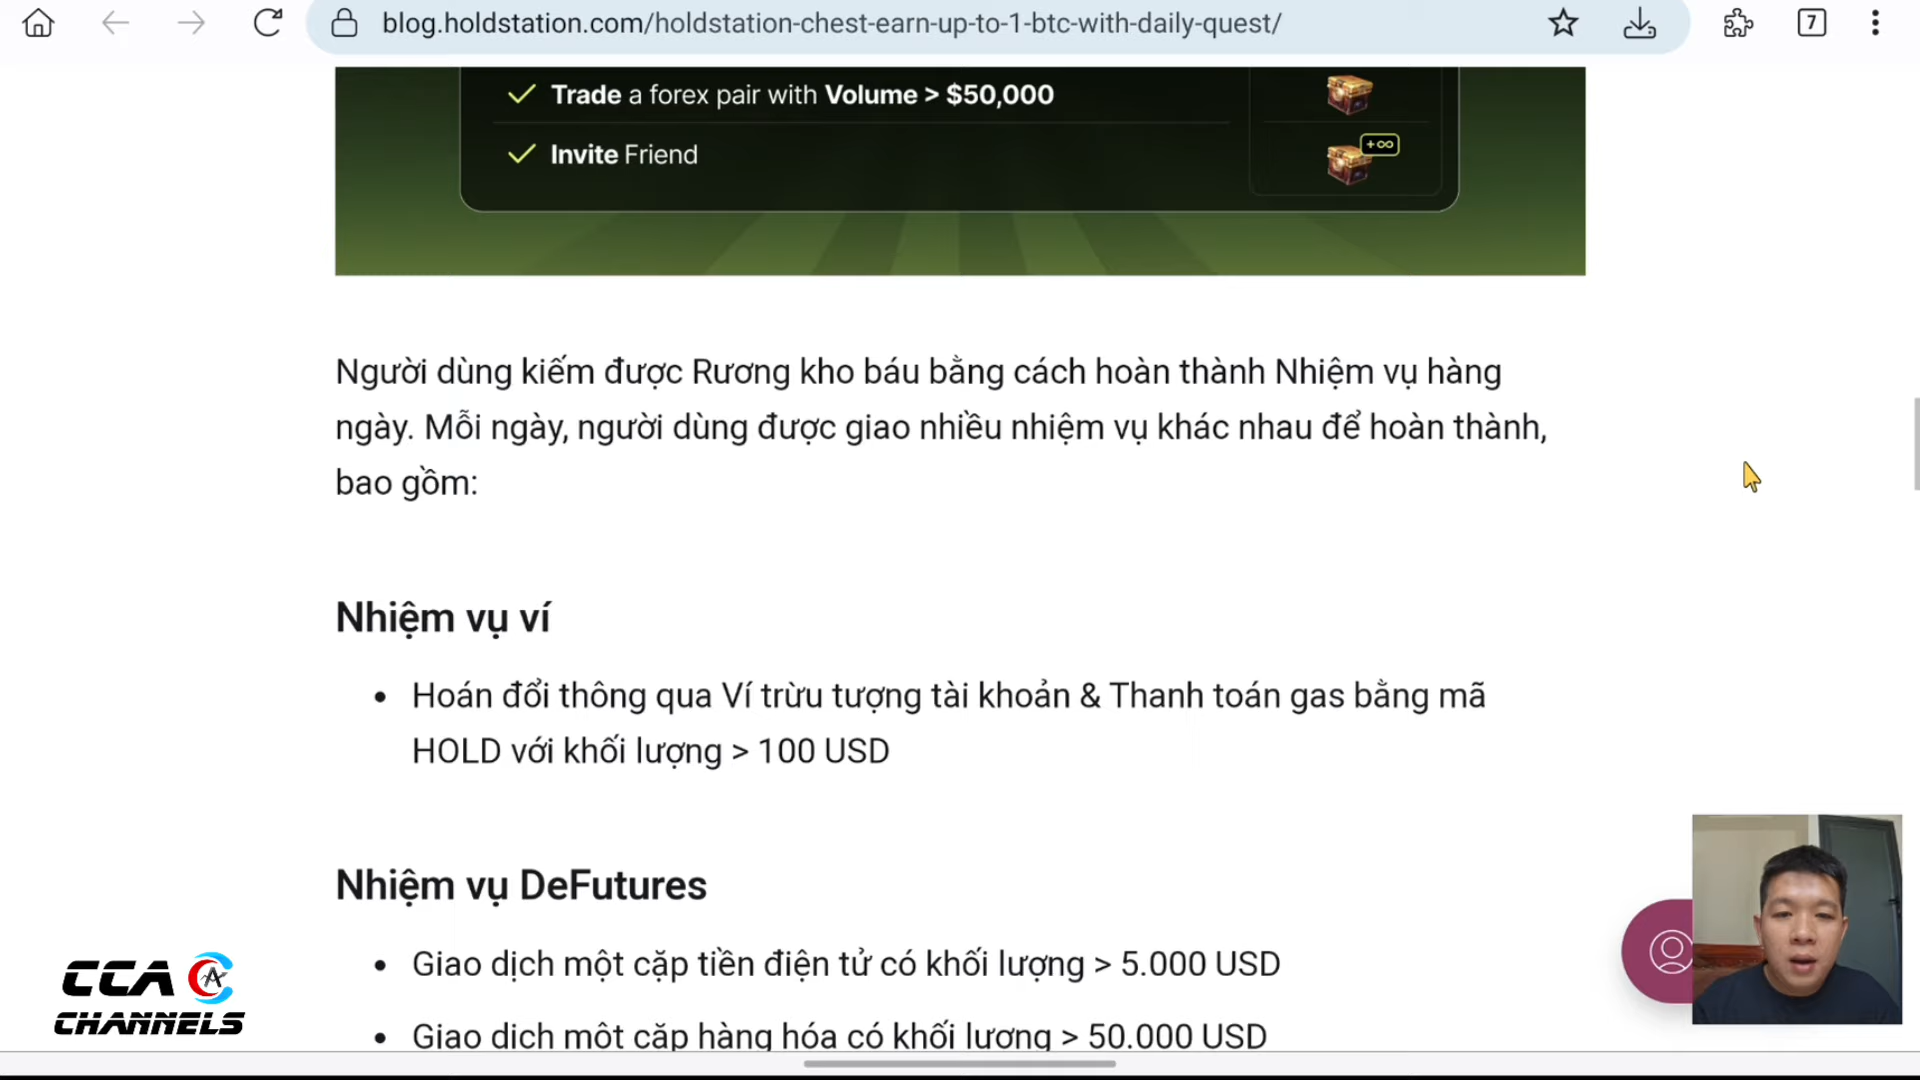 blog.holdstation.com/holdstation-chest-earn-up-to-1-btc-with-daily-quest/
7
Trade a forex pair with Volume > $50,000
Invite Friend
+∞
Người dùng kiếm được Rương kho báu bằng cách hoàn thành Nhiệm vụ hàng
ngày. Mỗi ngày, người dùng được giao nhiều nhiệm vụ khác nhau để hoàn thành,
bao gồm:
Nhiệm vụ ví
• Hoán đổi thông qua Ví trừu tượng tài khoản & Thanh toán gas bằng mã
HOLD với khối lượng > 100 USD
Nhiệm vụ DeFutures
• Giao dịch một cặp tiền điện tử có khối lượng > 5.000 USD
• Giao dịch một cặp hàng hóa có khối lượng > 50.000 USD
CCA
CHANNELS